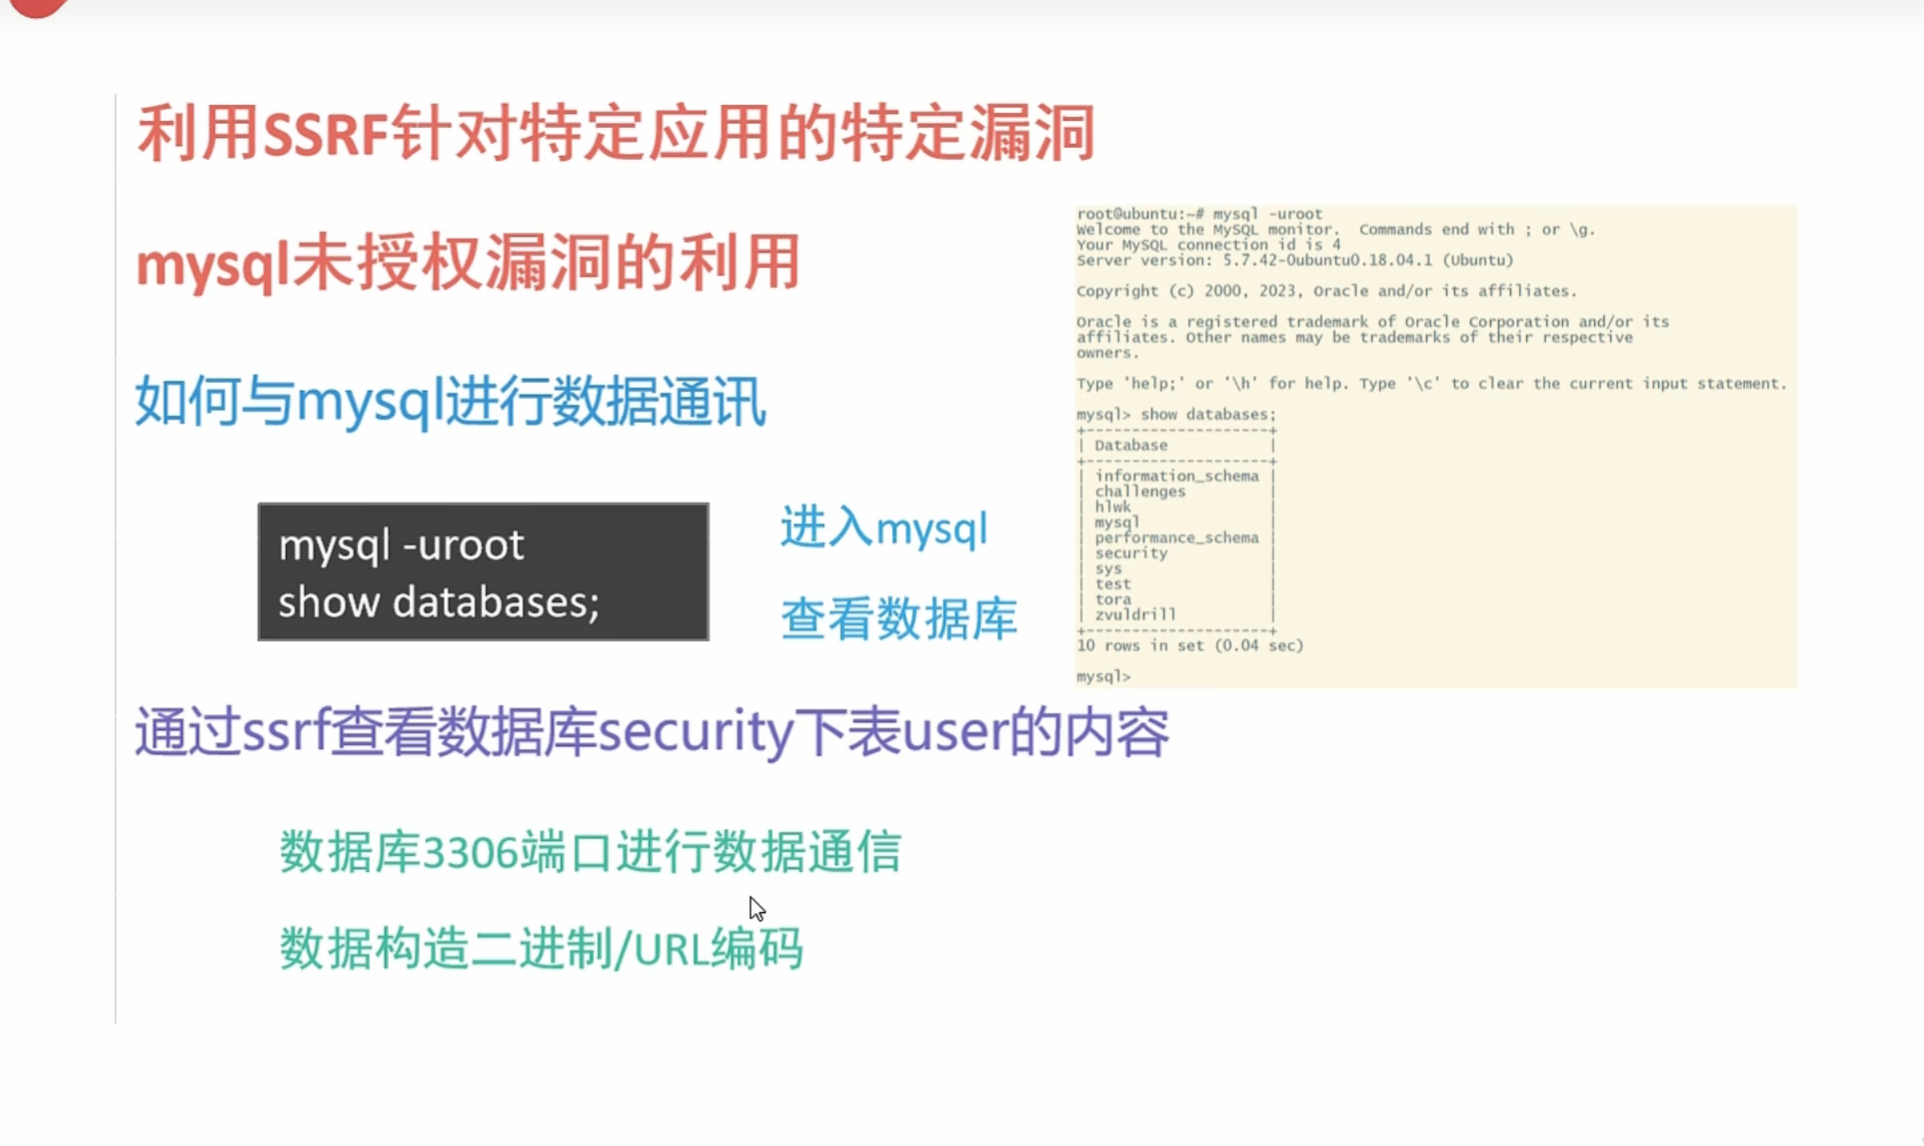 利用SSRF针对特定应用的特定漏洞
mysql未授权漏洞的利用
如何与mysql进行数据通讯
mysql -uroot
show databases;
进入mysql
查看数据库
root@ubuntu:~# mysql -uroot
Welcome to the MySQL monitor.  Commands end with ; or \g.
Your MySQL connection id is 4
Server version: 5.7.42-0ubuntu0.18.04.1 (Ubuntu)
Copyright (c) 2000, 2023, Oracle and/or its affiliates.
Oracle is a registered trademark of Oracle Corporation and/or its
affiliates. Other names may be trademarks of their respective
owners.
Type 'help;' or '\h' for help. Type '\c' to clear the current input statement.
mysql> show databases;
+--------------------+
| Database           |
+--------------------+
| information_schema |
| challenges         |
| hlwk               |
| mysql              |
| performance_schema |
| security           |
| sys                |
| test               |
| tora               |
| zvuldrill          |
+--------------------+
10 rows in set (0.04 sec)
mysql>
通过ssrf查看数据库security下表user的内容
数据库3306端口进行数据通信
数据构造二进制/URL编码